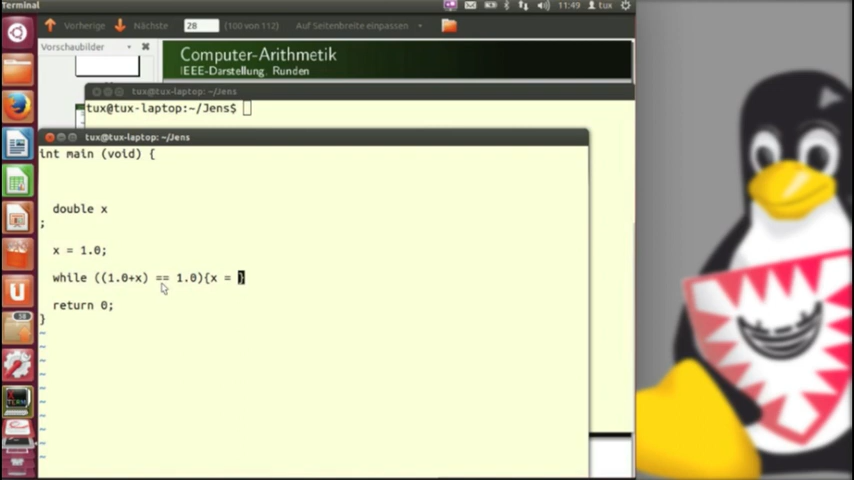 Terminal
11:49 tux
Vorherige Nächste 28 (100 von 112) Auf Seitenbreite einpassen
Vorschaubilder
Computer-Arithmetik
IEEE-Darstellung, Runden
tux@tux-laptop: ~/Jens
tux@tux-laptop:~/Jens$
tux@tux-laptop: ~/Jens
int main (void) {
double x
;
x = 1.0;
while ((1.0+x) == 1.0){x = }
return 0;
}
~
~
~
~
~
~
~
~
~
~